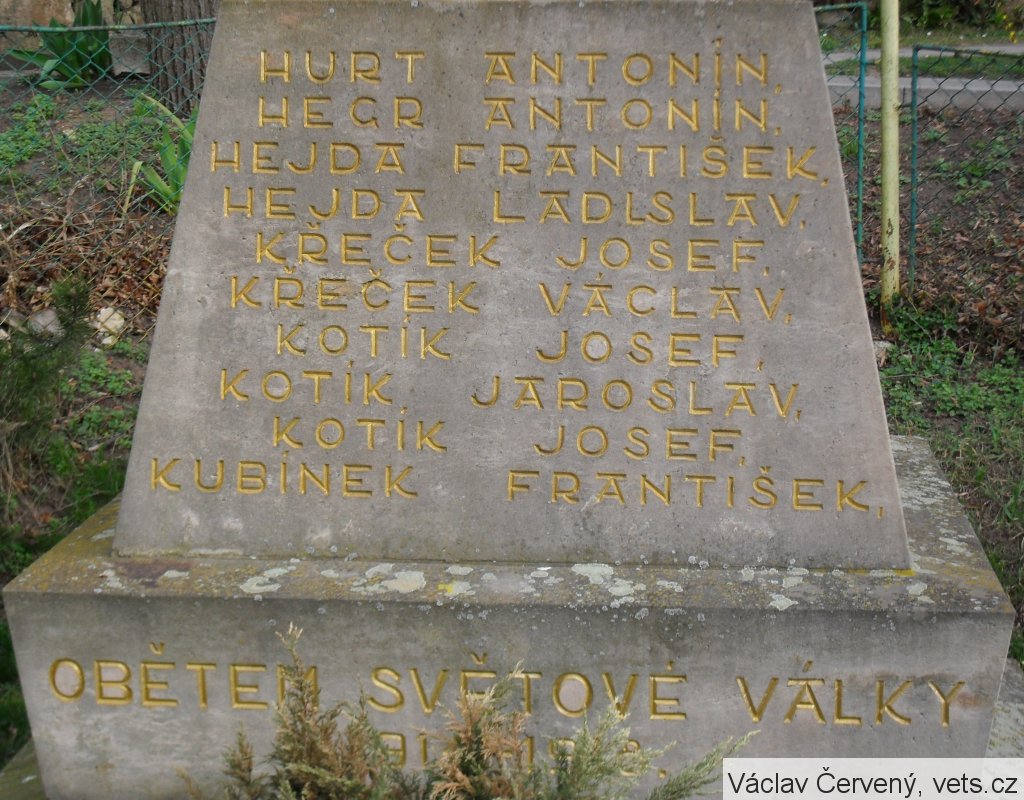 HURT ANTONÍN,
HEGR ANTONÍN,
HEJDA FRANTIŠEK,
HEJDA LADISLAV,
KŘEČEK JOSEF,
KŘEČEK VÁCLAV,
KOTÍK JOSEF,
KOTÍK JAROSLAV,
KOTÍK JOSEF,
KUBÍNEK FRANTIŠEK,
OBĚTEM SVĚTOVÉ VÁLKY
Václav Červený, vets.cz